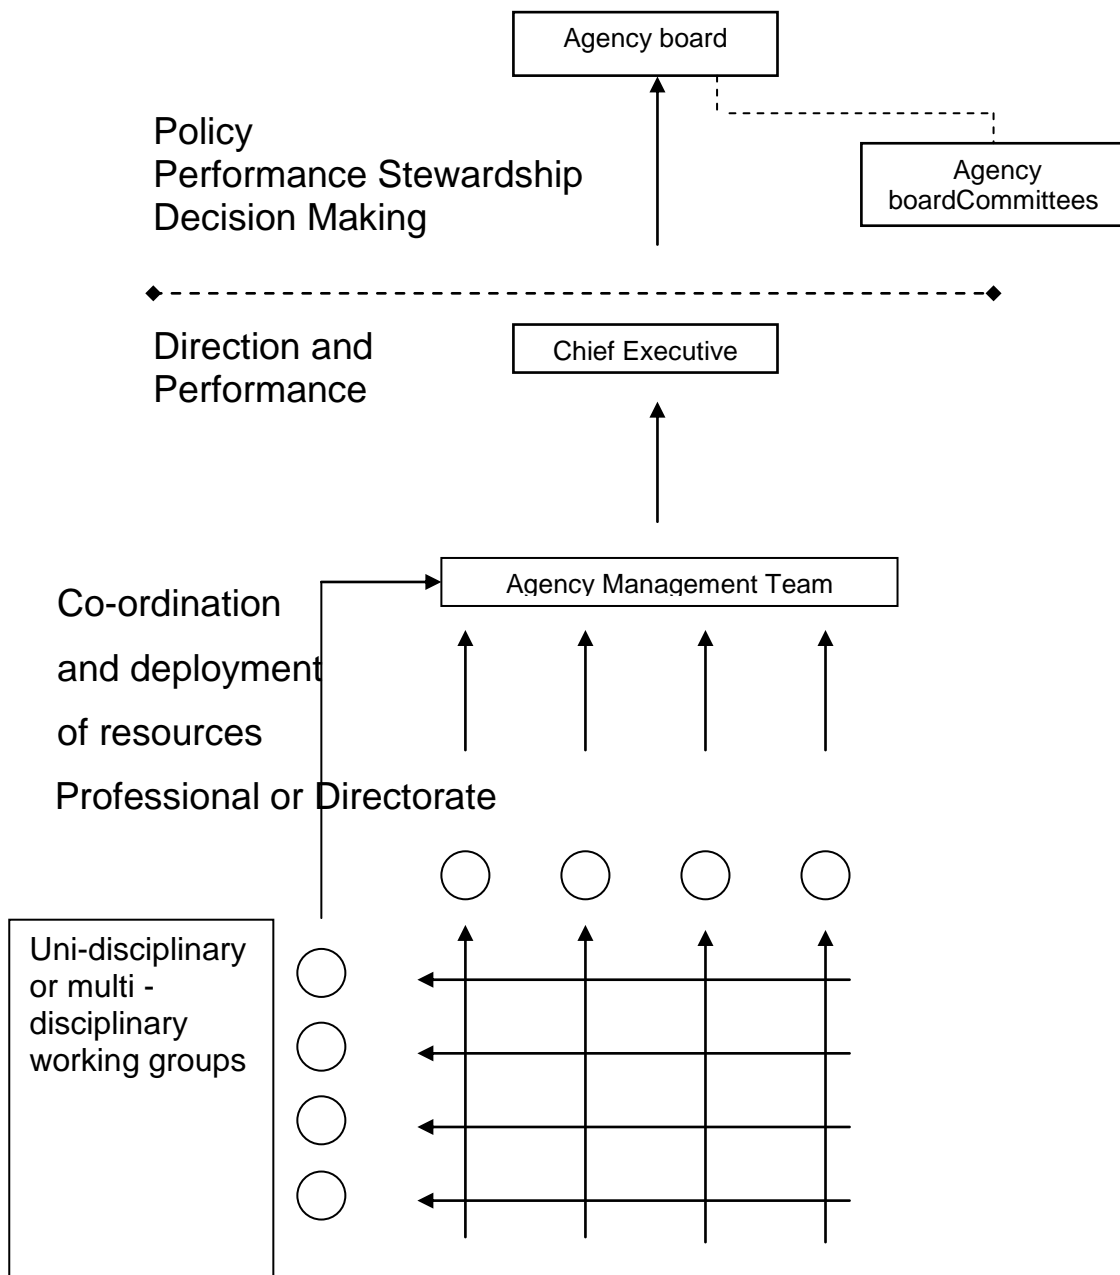 Agency board
Policy
Performance Stewardship
Decision Making
Agency
boardCommittees
Direction and
Performance
Chief Executive
Agency Management Team
Co-ordination
and deployment
of resources
Professional or Directorate
Uni-disciplinary
or multi -
disciplinary
working groups